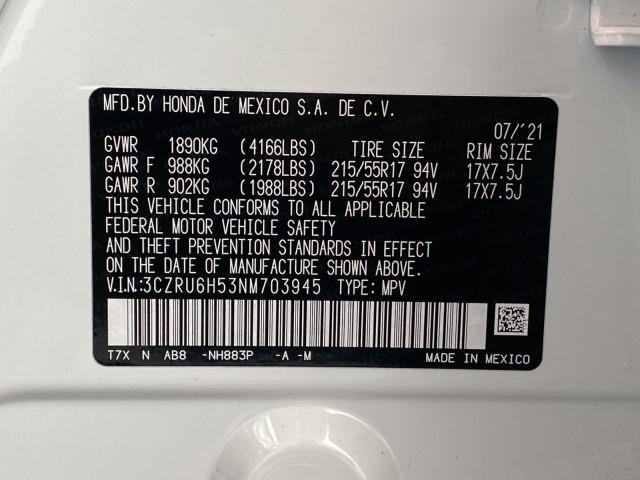 MFD.BY HONDA DE MEXICO S.A. DE C.V.
07/'21
GVWR 1890KG (4166LBS) TIRE SIZE RIM SIZE
GAWR F 988KG (2178LBS) 215/55R17 94V 17X7.5J
GAWR R 902KG (1988LBS) 215/55R17 94V 17X7.5J
THIS VEHICLE CONFORMS TO ALL APPLICABLE
FEDERAL MOTOR VEHICLE SAFETY
AND THEFT PREVENTION STANDARDS IN EFFECT
ON THE DATE OF MANUFACTURE SHOWN ABOVE.
V.I.N:3CZRU6H53NM703945 TYPE: MPV
T7X N AB8 -NH883P -A -M MADE IN MEXICO